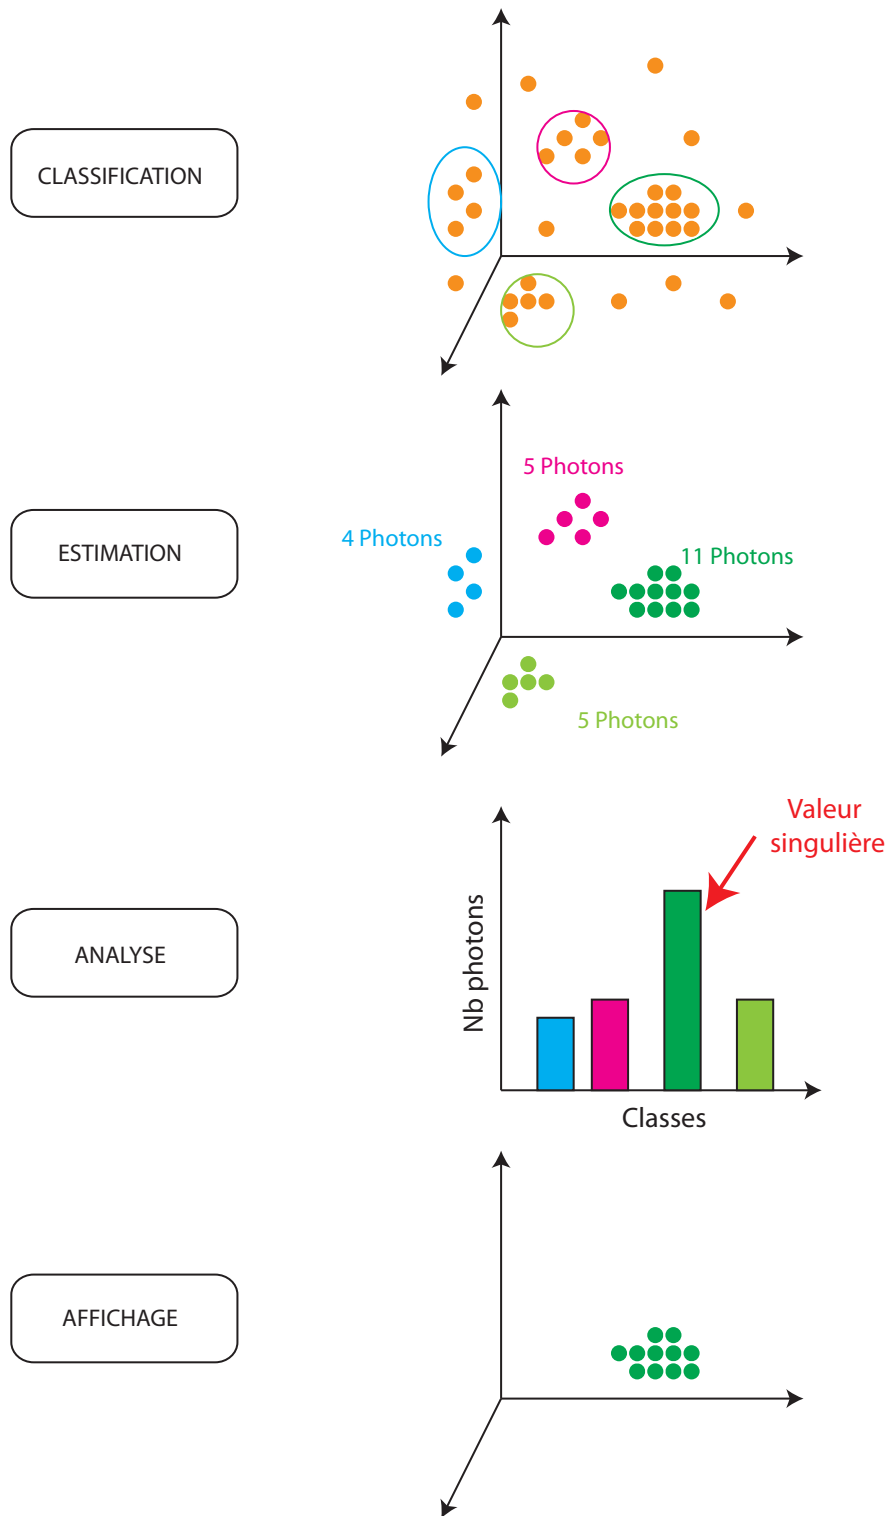 CLASSIFICATION
5 Photons
4 Photons
ESTIMATION
11 Photons
5 Photons
Valeur
singulière
ANALYSE
Nb photons
Classes
AFFICHAGE